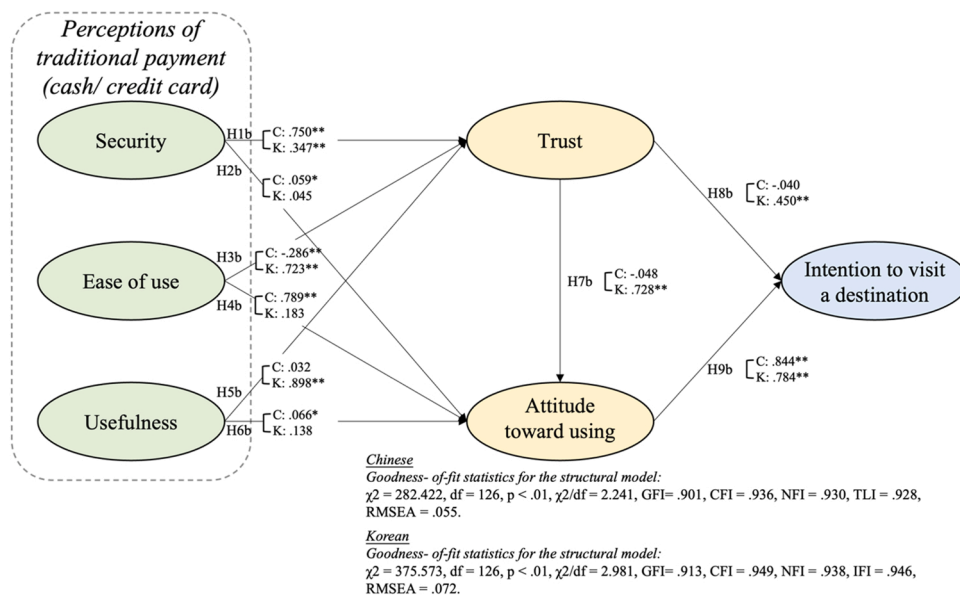 Perceptions of
traditional payment
(cash/ credit card)
Security
H1b
C: .750**
K: .347**
H2b
C: .059*
K: .045
Trust
H8b
C: -.040
K: .450**
Ease of use
H3b
C: -.286**
K: .723**
H4b
C: .789**
K: .183
H7b
C: -.048
K: .728**
Intention to visit
a destination
Usefulness
H5b
C: .032
K: .898**
H6b
C: .066*
K: .138
Attitude
toward using
H9b
C: .844**
K: .784**
Chinese
Goodness- of-fit statistics for the structural model:
χ2 = 282.422, df = 126, p < .01, χ2/df = 2.241, GFI= .901, CFI = .936, NFI = .930, TLI = .928,
RMSEA = .055.
Korean
Goodness- of-fit statistics for the structural model:
χ2 = 375.573, df = 126, p < .01, χ2/df = 2.981, GFI= .913, CFI = .949, NFI = .938, IFI = .946,
RMSEA = .072.